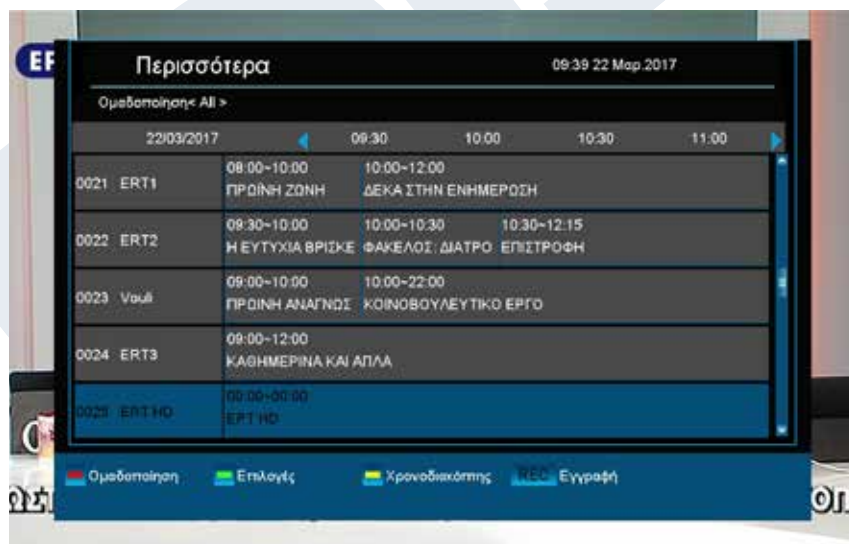 ΕΡ
Περισσότερα 09:39 22 Μαρ.2017
Ομαδοποίηση< All >
22/03/2017 09:30 10:00 10:30 11:00
08:00~10:00 10:00~12:00
0021 ERT1 ΠΡΩΪΝΗ ΖΩΝΗ ΔΕΚΑ ΣΤΗΝ ΕΝΗΜΕΡΩΣΗ
09:30~10:00 10:00~10:30 10:30~12:15
0022 ERT2 Η ΕΥΤΥΧΙΑ ΒΡΙΣΚΕ ΦΑΚΕΛΟΣ: ΔΙΑΤΡΟ ΕΠΙΣΤΡΟΦΗ
09:00~10:00 10:00~22:00
0023 Vouli ΠΡΩΙΝΗ ΑΝΑΓΝΩΣ ΚΟΙΝΟΒΟΥΛΕΥΤΙΚΟ ΕΡΓΟ
09:00~12:00
0024 ERT3 ΚΑΘΗΜΕΡΙΝΑ ΚΑΙ ΑΠΛΑ
00:00~00:00
0025 ERT HD ΕΡΤ HD
Ομαδοποίηση Επιλογές Χρονοδιακόπτης REC Εγγραφή